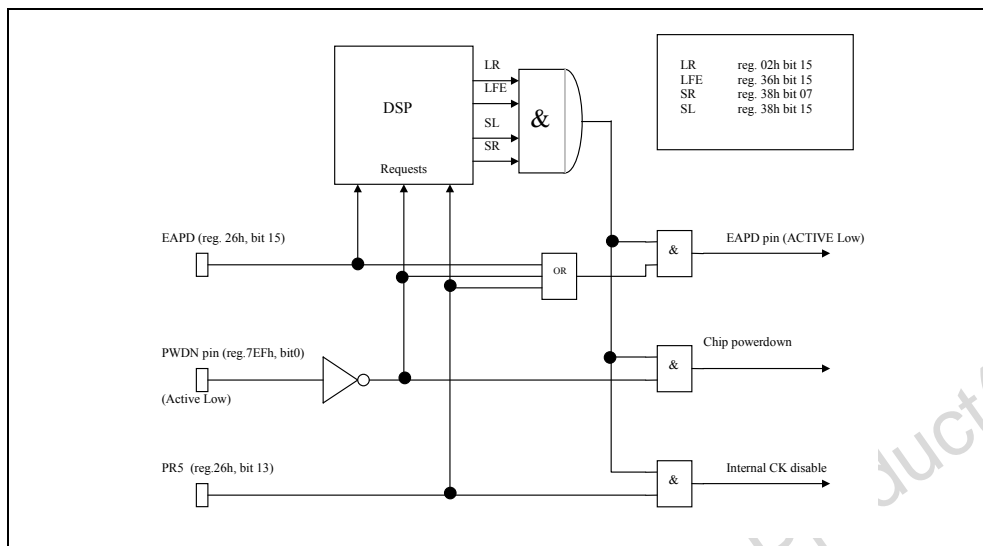 LR
LFE
SL
SR
DSP
Requests
&
LR reg. 02h bit 15
LFE reg. 36h bit 15
SR reg. 38h bit 07
SL reg. 38h bit 15
EAPD (reg. 26h, bit 15)
OR
&
EAPD pin (ACTIVE Low)
PWDN pin (reg.7EFh, bit0)
(Active Low)
&
Chip powerdown
PR5 (reg.26h, bit 13)
&
Internal CK disable